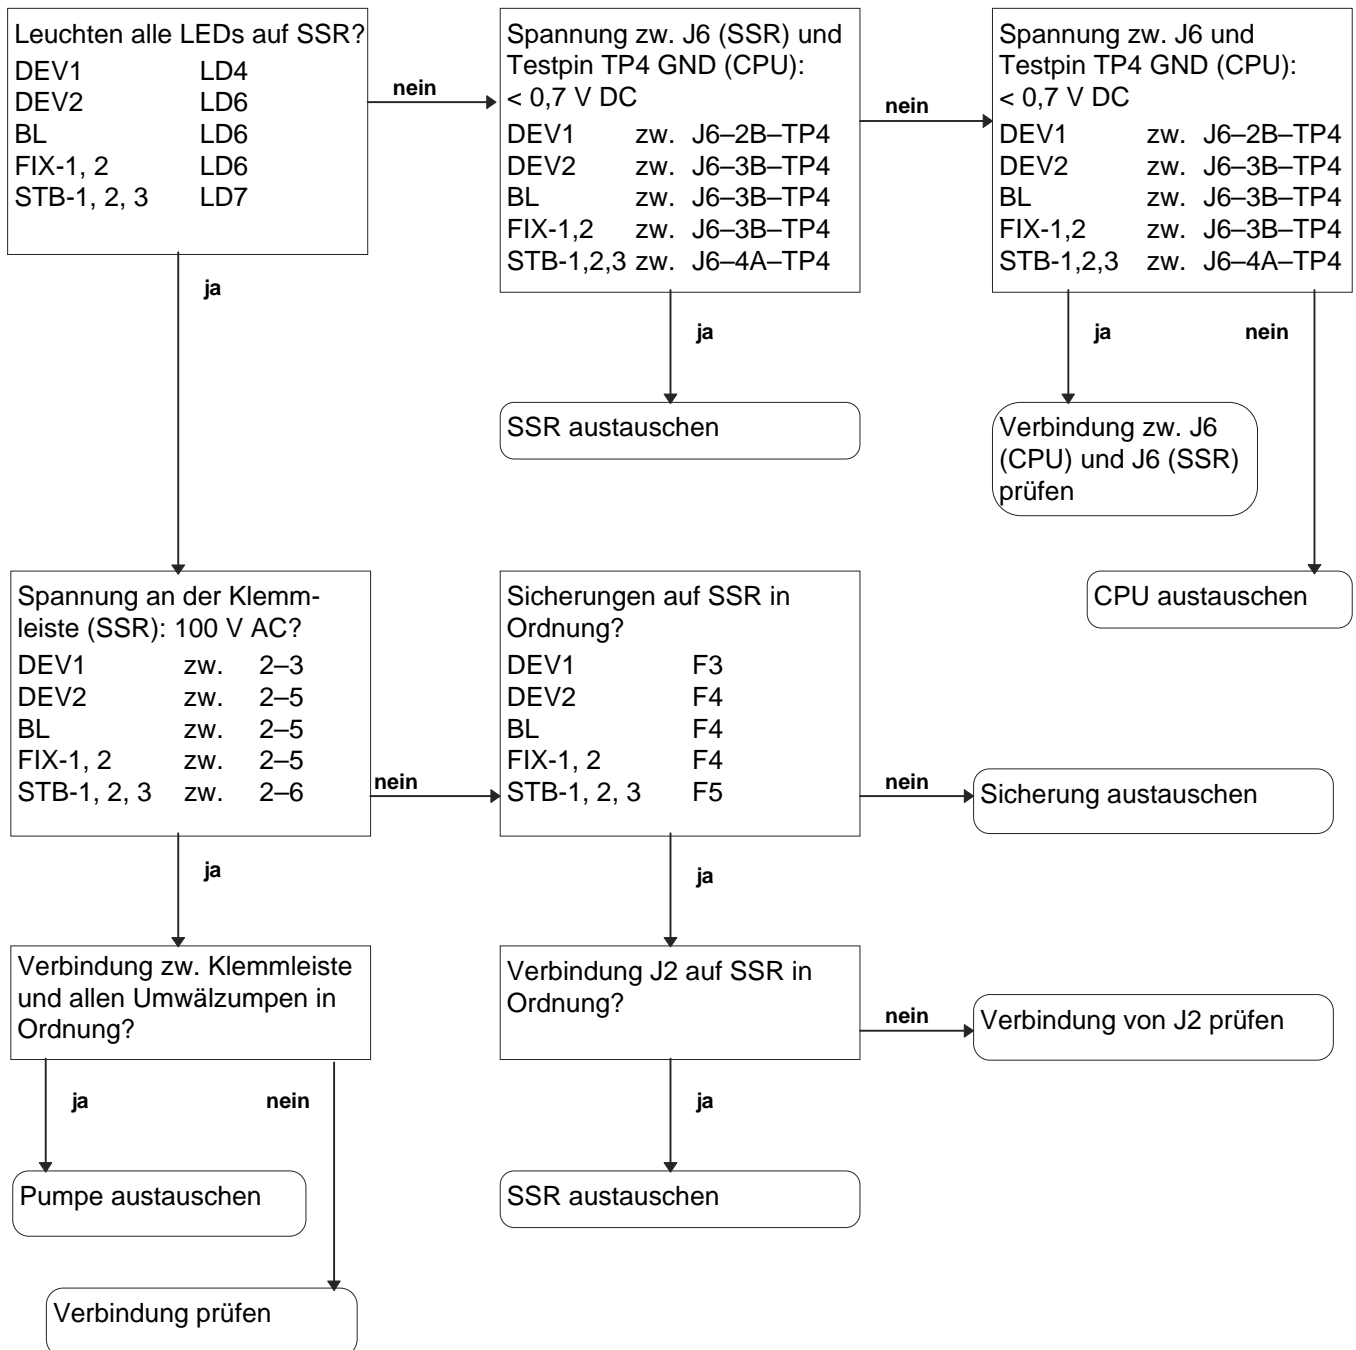 Leuchten alle LEDs auf SSR?
DEV1 LD4
DEV2 LD6
BL LD6
FIX-1, 2 LD6
STB-1, 2, 3 LD7
nein
ja
Spannung zw. J6 (SSR) und
Testpin TP4 GND (CPU):
< 0,7 V DC
DEV1 zw. J6–2B–TP4
DEV2 zw. J6–3B–TP4
BL zw. J6–3B–TP4
FIX-1,2 zw. J6–3B–TP4
STB-1,2,3 zw. J6–4A–TP4
nein
ja
Spannung zw. J6 und
Testpin TP4 GND (CPU):
< 0,7 V DC
DEV1 zw. J6–2B–TP4
DEV2 zw. J6–3B–TP4
BL zw. J6–3B–TP4
FIX-1,2 zw. J6–3B–TP4
STB-1,2,3 zw. J6–4A–TP4
ja
nein
SSR austauschen
Verbindung zw. J6
(CPU) und J6 (SSR)
prüfen
CPU austauschen
Spannung an der Klemm-
leiste (SSR): 100 V AC?
DEV1 zw. 2–3
DEV2 zw. 2–5
BL zw. 2–5
FIX-1, 2 zw. 2–5
STB-1, 2, 3 zw. 2–6
nein
ja
Sicherungen auf SSR in
Ordnung?
DEV1 F3
DEV2 F4
BL F4
FIX-1, 2 F4
STB-1, 2, 3 F5
nein
ja
Sicherung austauschen
Verbindung zw. Klemmleiste
und allen Umwälzumpen in
Ordnung?
ja
nein
Verbindung J2 auf SSR in
Ordnung?
nein
ja
Verbindung von J2 prüfen
Pumpe austauschen
SSR austauschen
Verbindung prüfen